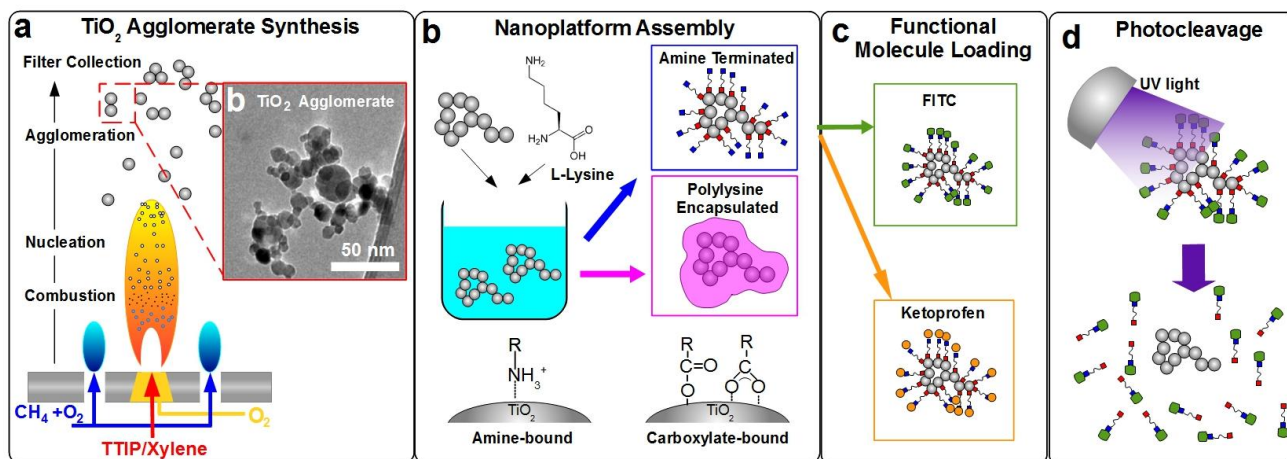 a
TiO2 Agglomerate Synthesis
Filter Collection
Agglomeration
Nucleation
Combustion
b
TiO2 Agglomerate
50 nm
CH4 +O2
O2
TTIP/Xylene
b
Nanoplatform Assembly
NH2
H2N
O
OH
L-Lysine
Amine Terminated
Polylysine
Encapsulated
R
NH3+
TiO2
Amine-bound
R
C=O
O
R
C
O O
TiO2
Carboxylate-bound
c
Functional
Molecule Loading
FITC
Ketoprofen
d
Photocleavage
UV light